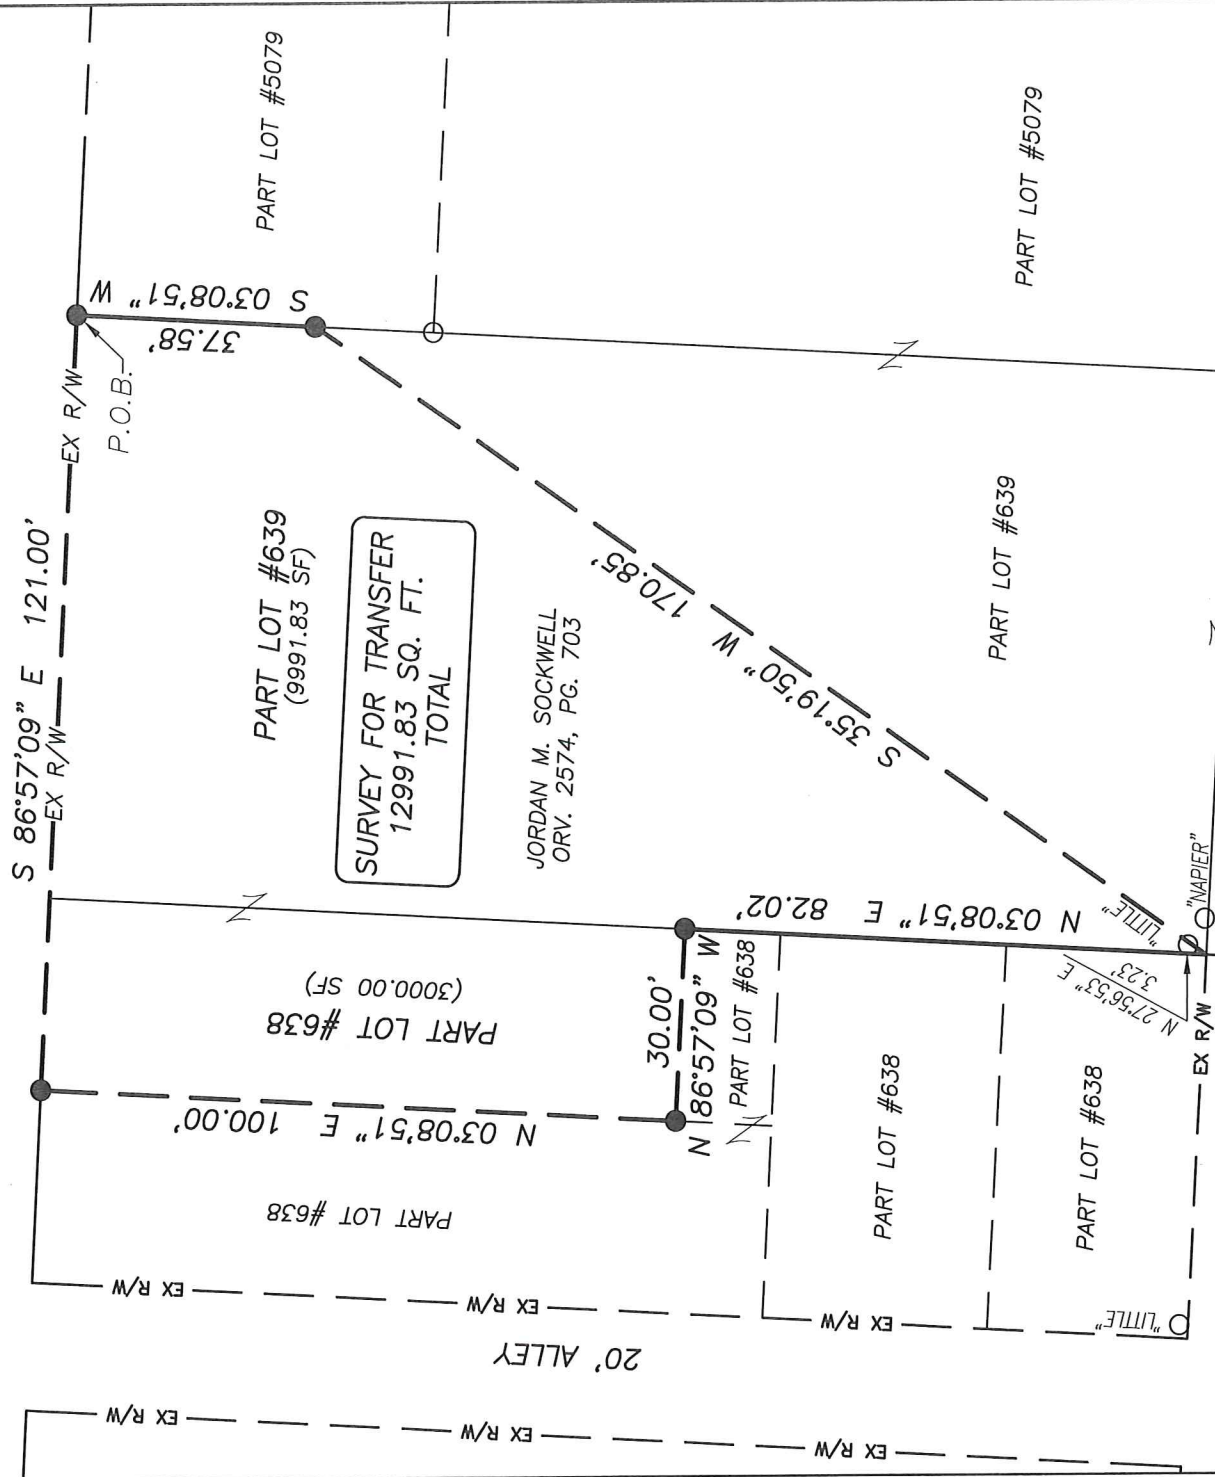 PART LOT #5079
PART LOT #5079
S 03°08'51" W
37.58'
EX R/W
P.O.B.
S 86°57'09" E 121.00'
EX R/W
PART LOT #639
(9991.83 SF)
SURVEY FOR TRANSFER
12991.83 SQ. FT.
TOTAL
JORDAN M. SOCKWELL
ORV. 2574, PG. 703
170.85'
S 35°19'50" W
PART LOT #639
"LITTLE"
"NAPIER"
N 03°08'51" E 82.02'
N 27°56'53" E
3.23'
EX R/W
PART LOT #638
(3000.00 SF)
30.00'
N 86°57'09" W
PART LOT #638
N 03°08'51" E 100.00'
PART LOT #638
PART LOT #638
PART LOT #638
"LITTLE"
EX R/W
EX R/W
EX R/W
20' ALLEY
EX R/W
EX R/W
EX R/W